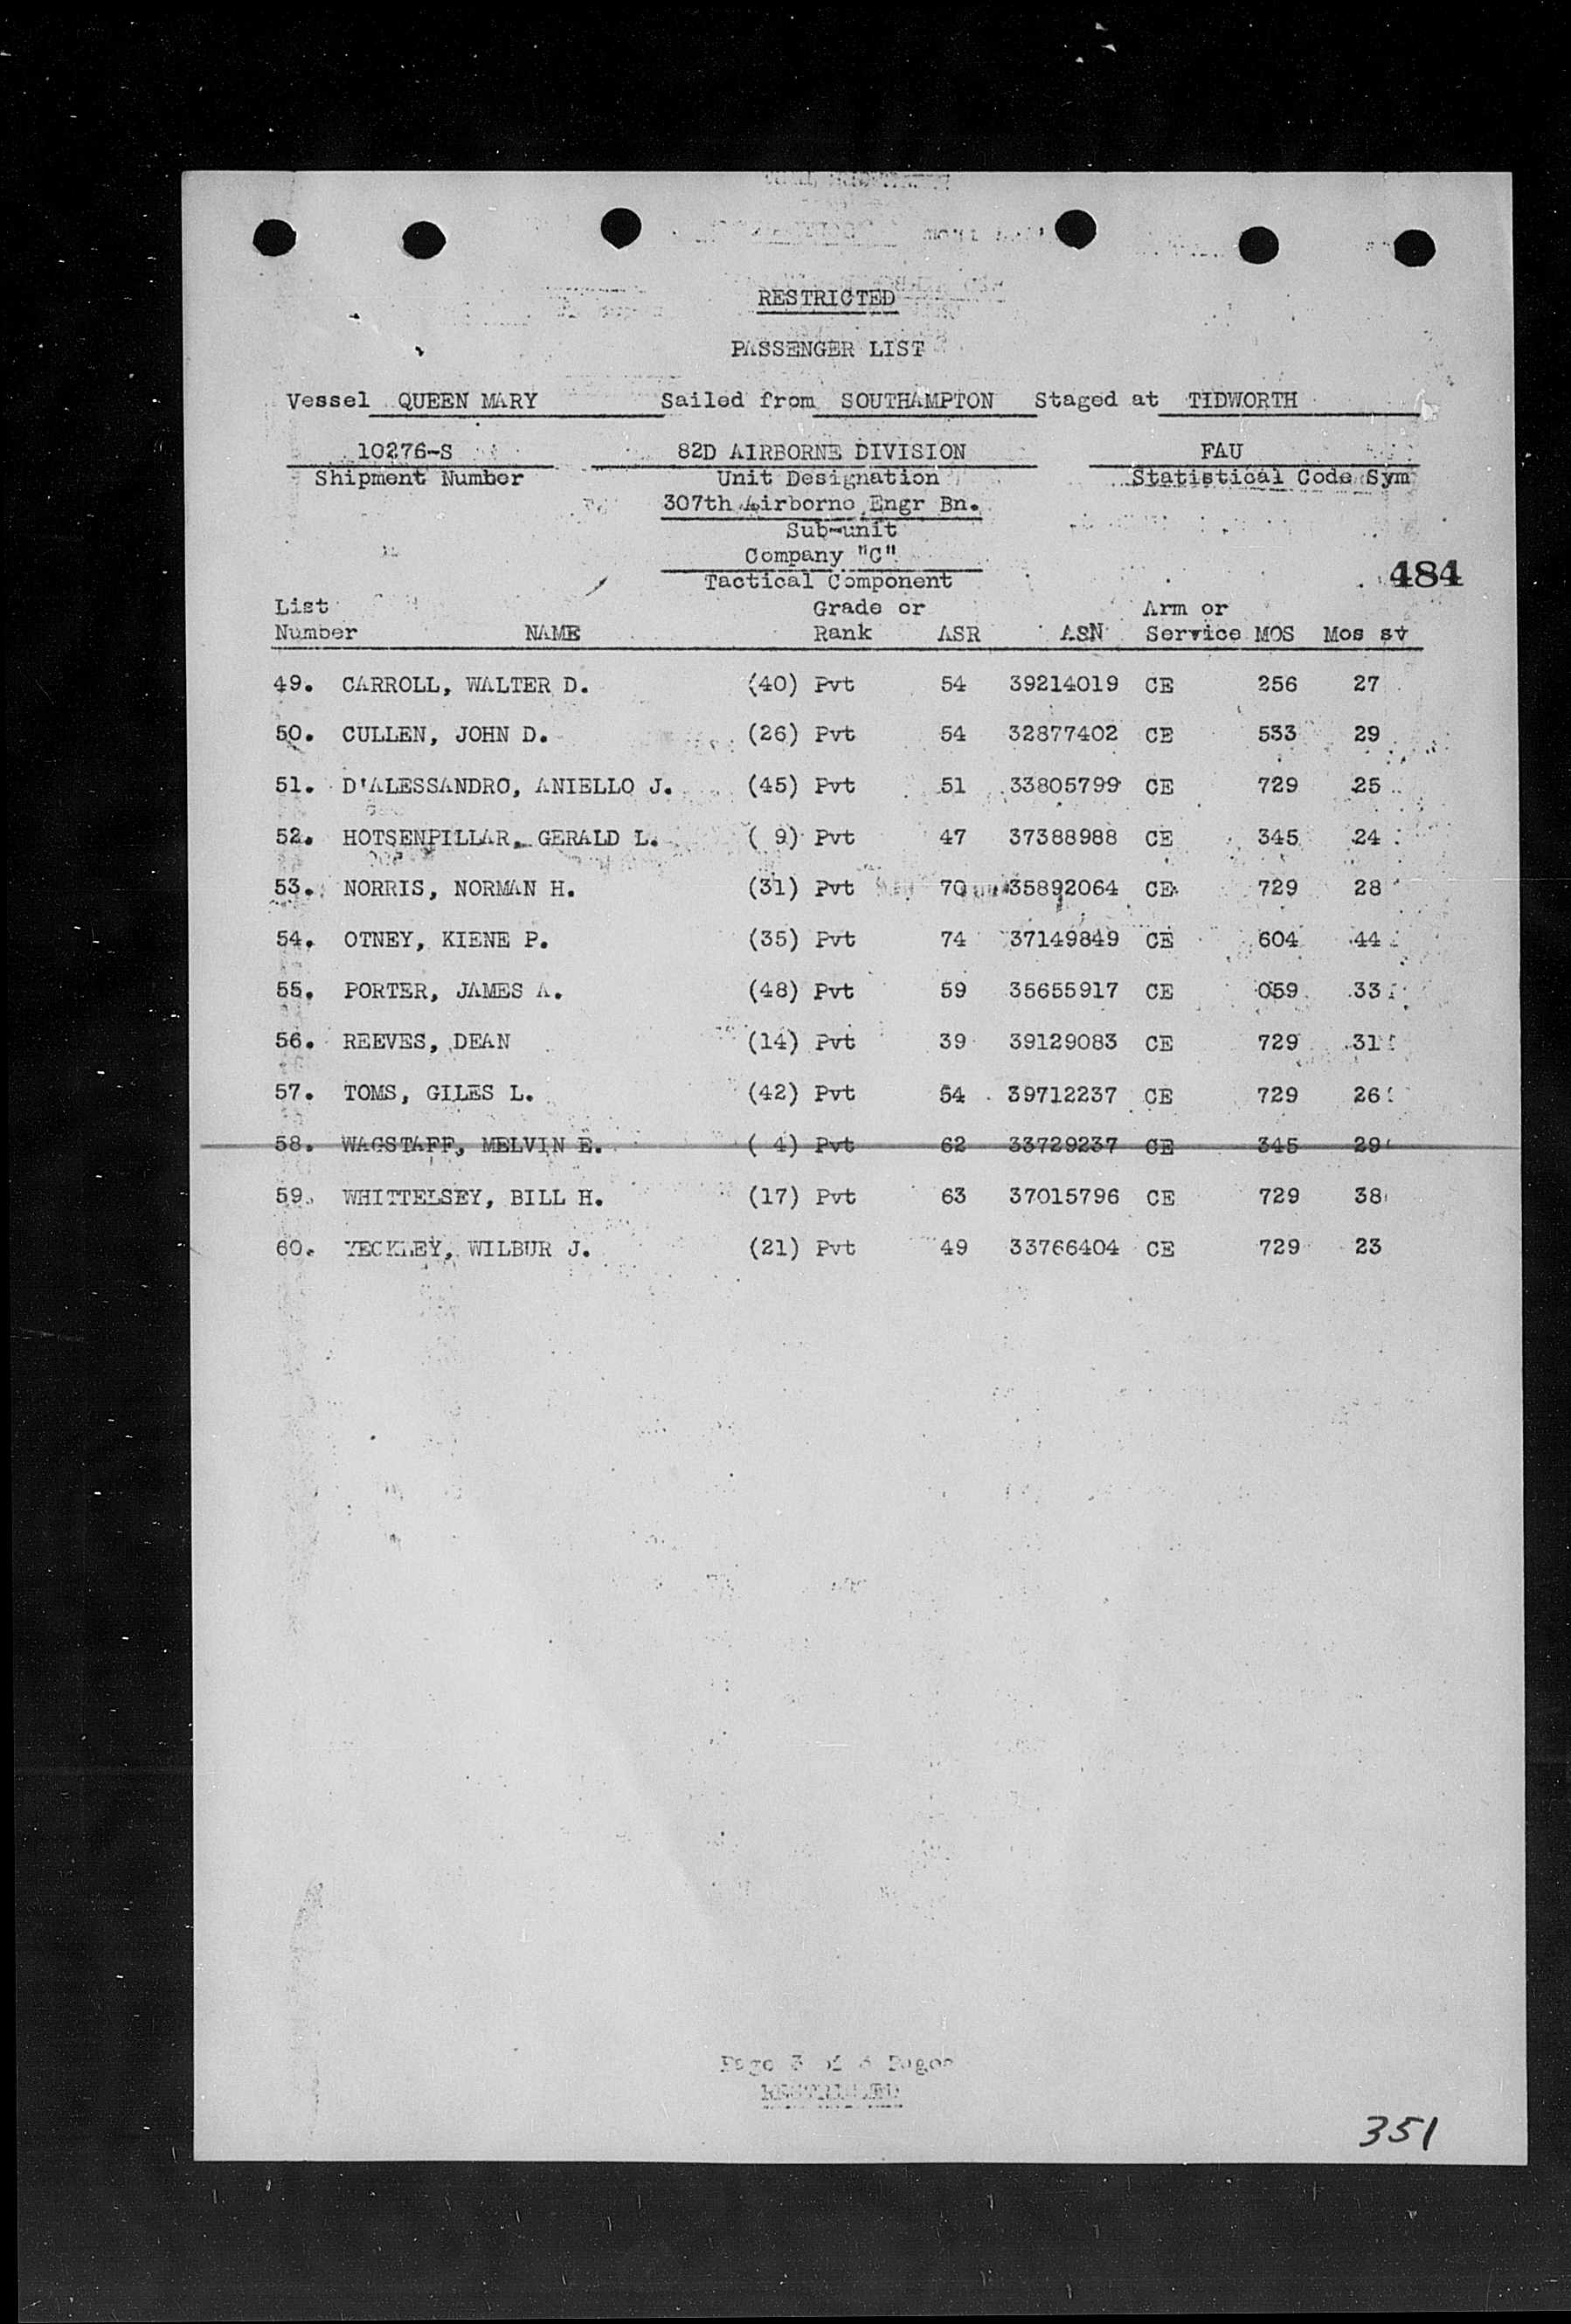 RESTRICTED
PASSENGER LIST
Vessel QUEEN MARY Sailed from SOUTHAMPTON Staged at TIDWORTH
10276-S 82D AIRBORNE DIVISION FAU
Shipment Number Unit Designation Statistical Code Sym
307th Airborne Engr Bn.
Sub-unit
Company "C"
484
Tactical Component
List Grade or Arm or
Number NAME Rank ASR ASN Service MOS Mos sv
49. CARROLL, WALTER D. (40) Pvt 54 39214019 CE 256 27
50. CULLEN, JOHN D. (26) Pvt 54 32877402 CE 533 29
51. D'ALESSANDRO, ANIELLO J. (45) Pvt 51 33805799 CE 729 25
52. HOTSENPILLAR, GERALD L. ( 9) Pvt 47 37388988 CE 345 24
53. NORRIS, NORMAN H. (31) Pvt 70 35892064 CE 729 28
54. OTNEY, KIENE P. (35) Pvt 74 37149849 CE 604 44
55. PORTER, JAMES A. (48) Pvt 59 35655917 CE 059 33
56. REEVES, DEAN (14) Pvt 39 39129083 CE 729 31
57. TOMS, GILES L. (42) Pvt 54 39712237 CE 729 26
58. WAGSTAFF, MELVIN E. ( 4) Pvt 62 33729237 CE 345 29
59. WHITTELSEY, BILL H. (17) Pvt 63 37015796 CE 729 38
60. YECKLEY, WILBUR J. (21) Pvt 49 33766404 CE 729 23
Page 3 of 3 Pages
RESTRICTED
351